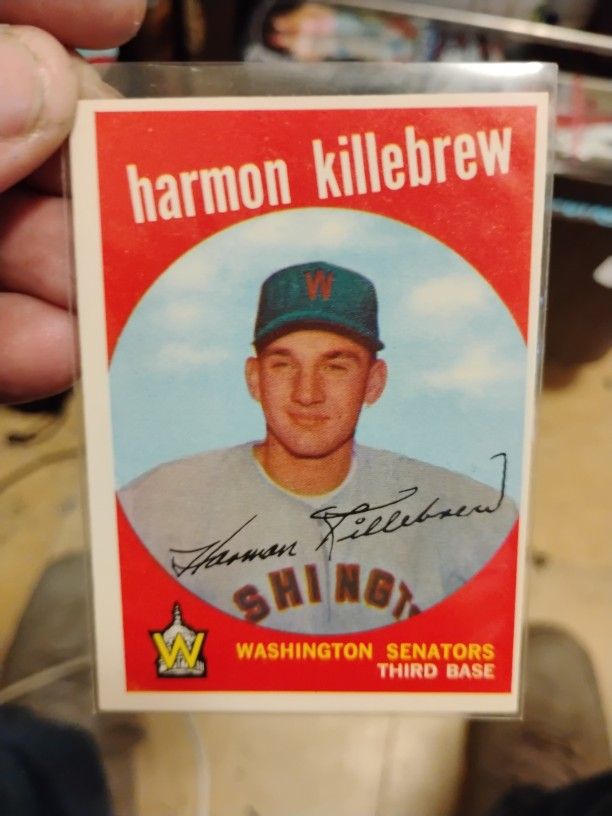 harmon killebrew
W
Harmon Killebrew
SHINGT
W
WASHINGTON SENATORS
THIRD BASE